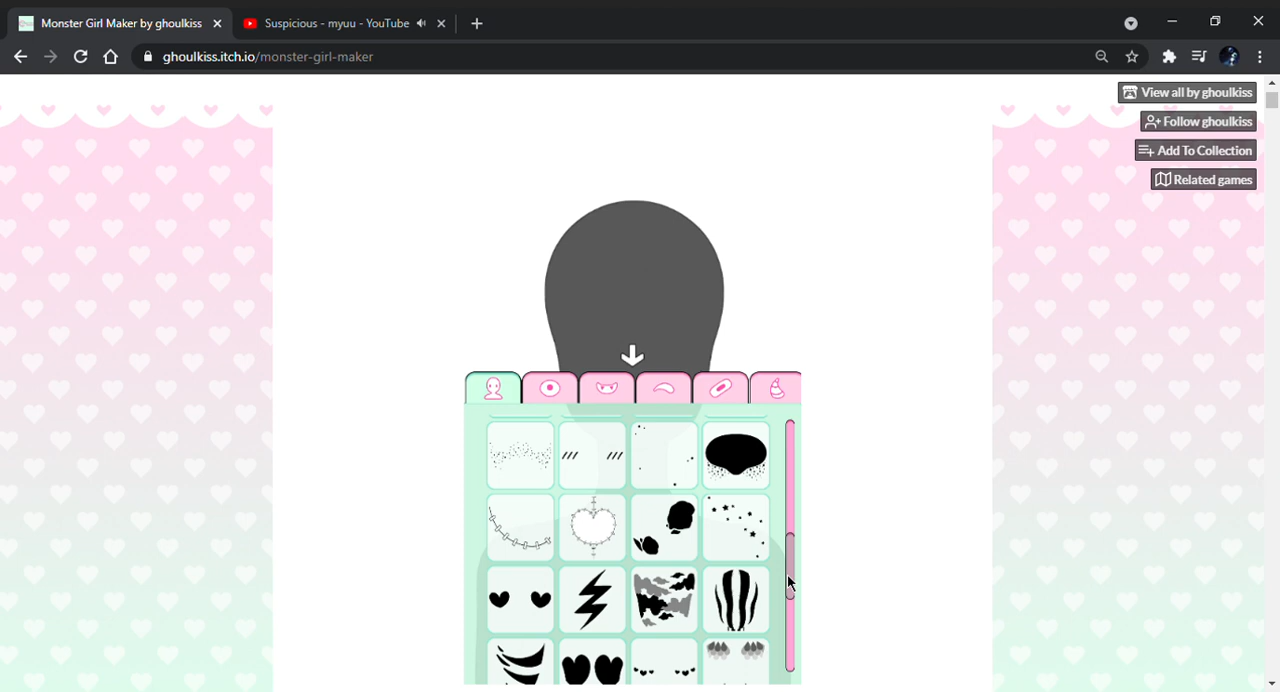 Monster Girl Maker by ghoulkiss
Suspicious - myuu - YouTube
ghoulkiss.itch.io/monster-girl-maker
View all by ghoulkiss
Follow ghoulkiss
Add To Collection
Related games